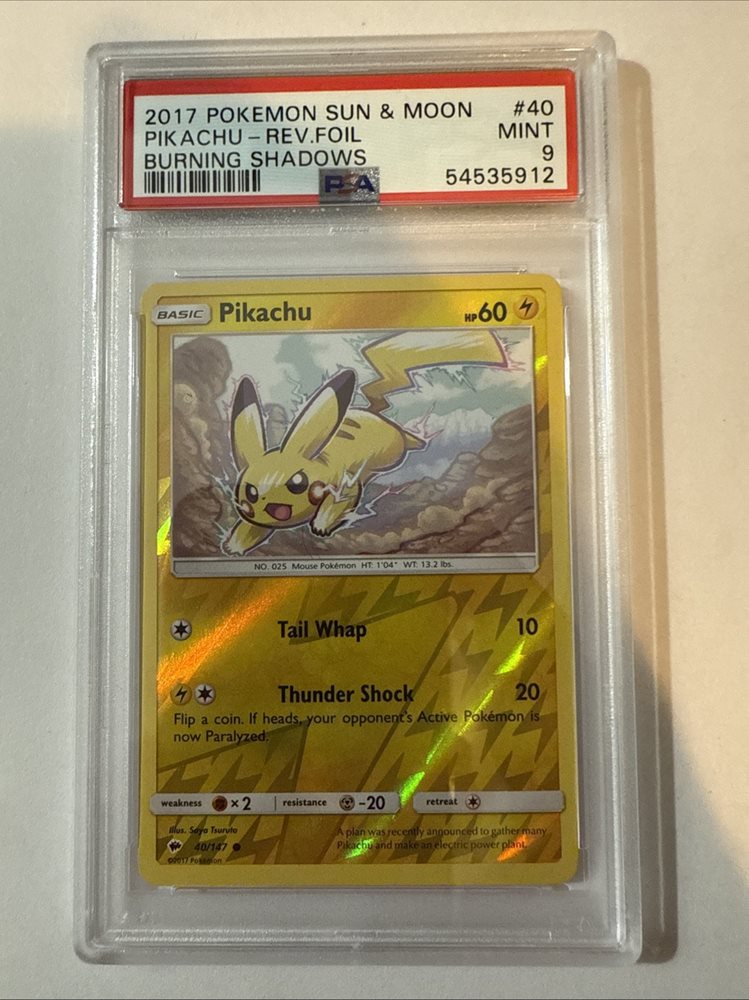 2017 POKEMON SUN & MOON #40
PIKACHU - REV.FOIL MINT
BURNING SHADOWS 9
PSA 54535912
BASIC Pikachu HP 60
NO. 025 Mouse Pokémon HT: 1'04" WT: 13.2 lbs.
Tail Whap 10
Thunder Shock 20
Flip a coin. If heads, your opponent's Active Pokémon is
now Paralyzed.
weakness ×2 resistance -20 retreat
Illus. Saya Tsuruta
40/147
©2017 Pokémon
A plan was recently announced to gather many
Pikachu and make an electric power plant.